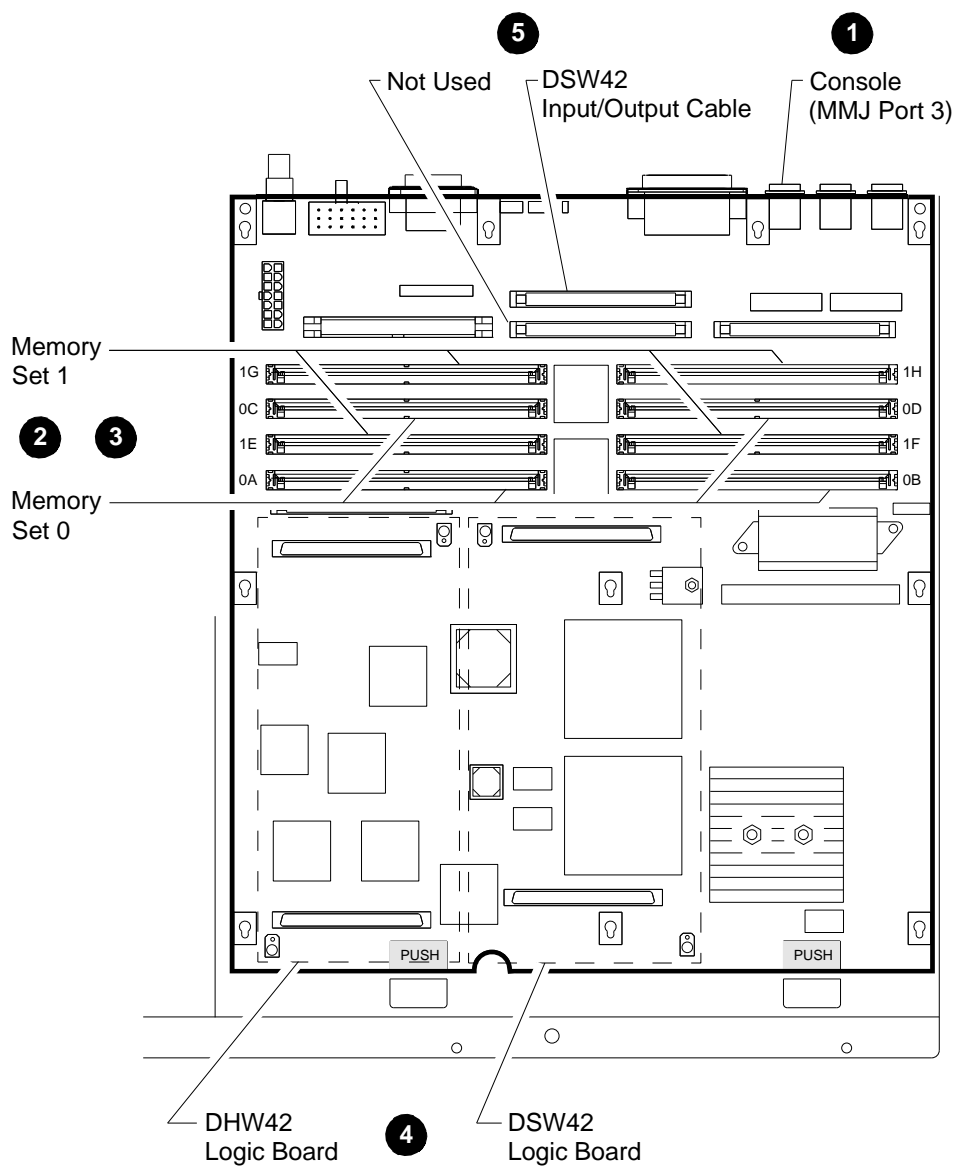 5
1
Not Used
DSW42
Input/Output Cable
Console
(MMJ Port 3)
Memory
Set 1
1G
1H
0C
0D
2
3
1E
1F
0A
0B
Memory
Set 0
PUSH
PUSH
DHW42
Logic Board
4
DSW42
Logic Board